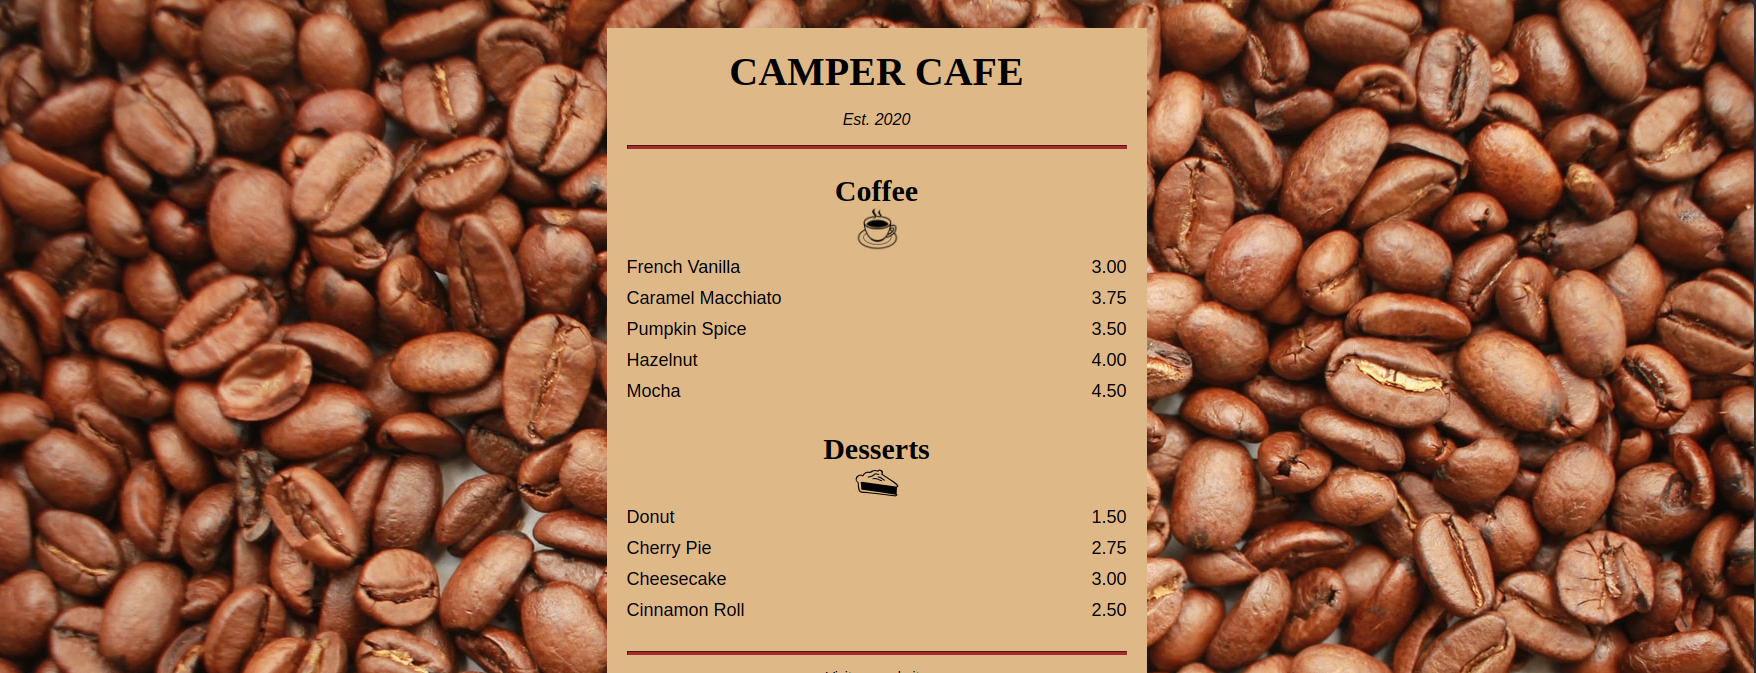 CAMPER CAFE
Est. 2020
Coffee
French Vanilla 3.00
Caramel Macchiato 3.75
Pumpkin Spice 3.50
Hazelnut 4.00
Mocha 4.50
Desserts
Donut 1.50
Cherry Pie 2.75
Cheesecake 3.00
Cinnamon Roll 2.50